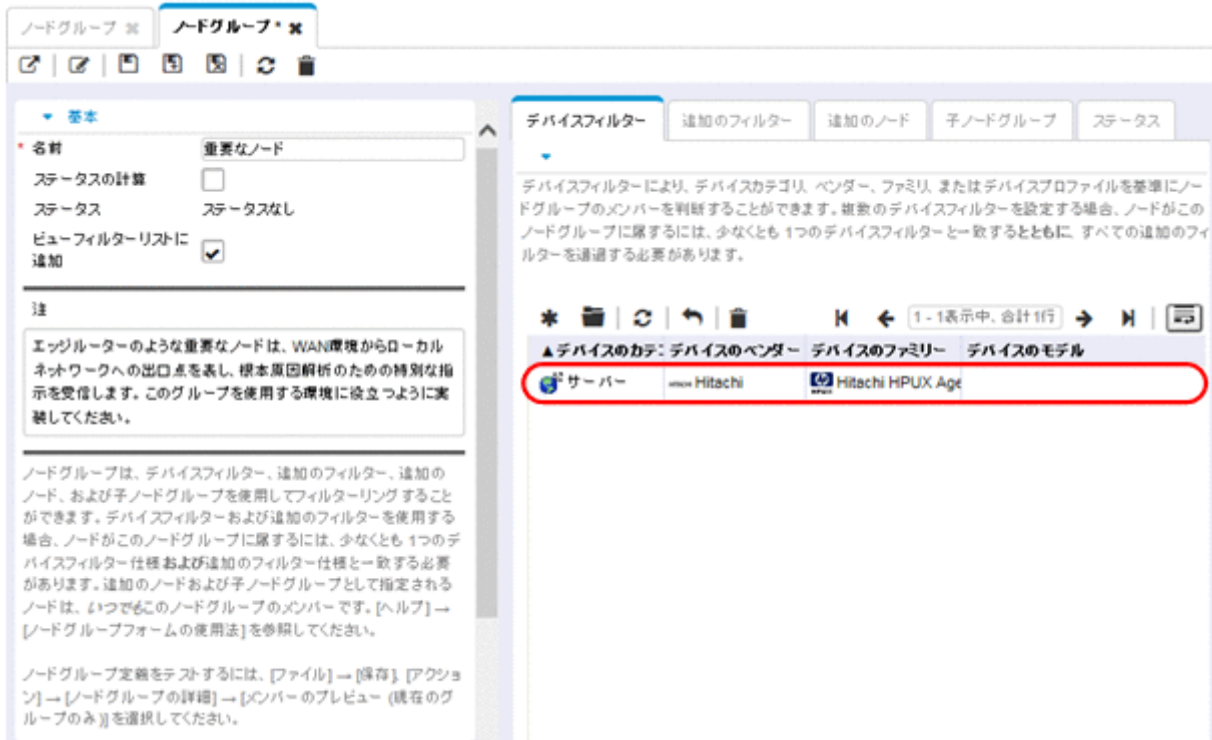 ノードグループ ✖
ノードグループ * ✖
▼ 基本
* 名前 重要なノード
ステータスの計算
ステータス ステータスなし
ビューフィルターリストに
追加
注
エッジルーターのような重要なノードは、WAN環境からローカル
ネットワークへの出口点を表し、根本原因解析のための特別な指
示を受信します。このグループを使用する環境に役立つように実
装してください。
ノードグループは、デバイスフィルター、追加のフィルター、追加の
ノード、および子ノードグループを使用してフィルターリングすること
ができます。デバイスフィルターおよび追加のフィルターを使用する
場合、ノードがこのノードグループに属するには、少なくとも 1つのデ
バイスフィルター仕様および追加のフィルター仕様と一致する必要
があります。追加のノードおよび子ノードグループとして指定される
ノードは、いつでもこのノードグループのメンバーです。[ヘルプ]→
[ノードグループフォームの使用法]を参照してください。
ノードグループ定義をテストするには、[ファイル]→[保存]、[アクショ
ン]→[ノードグループの詳細]→[メンバーのプレビュー (現在のグ
ループのみ)]を選択してください。
デバイスフィルター
追加のフィルター
追加のノード
子ノードグループ
ステータス
デバイスフィルターにより、デバイスカテゴリ、ベンダー、ファミリ、またはデバイスプロファイルを基準にノー
ドグループのメンバーを判断することができます。複数のデバイスフィルターを設定する場合、ノードがこの
ノードグループに属するには、少なくとも 1つのデバイスフィルターと一致するとともに、すべての追加のフィ
ルターを通過する必要があります。
1 - 1表示中、合計1行
▲デバイスのカテゴ デバイスのベンダー デバイスのファミリー デバイスのモデル
サーバー Hitachi Hitachi HPUX Age